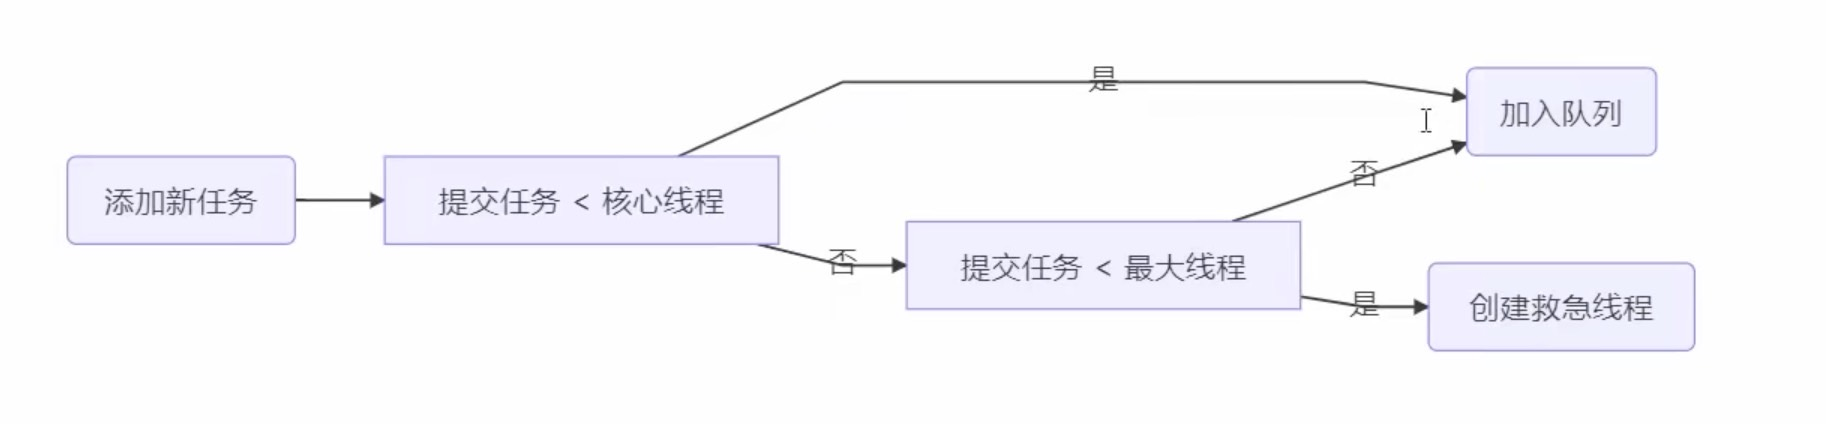 是
加入队列
添加新任务
提交任务 < 核心线程
否
否
提交任务 < 最大线程
是
创建救急线程